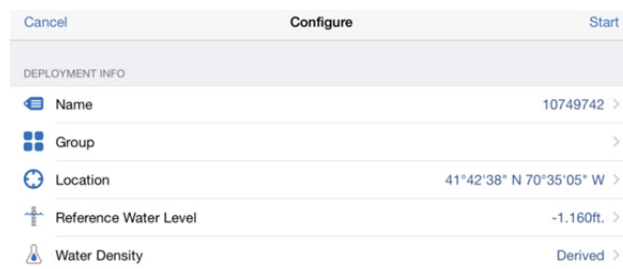 Cancel Configure Start
DEPLOYMENT INFO
Name 10749742
Group
Location 41°42'38" N 70°35'05" W
Reference Water Level -1.160ft.
Water Density Derived